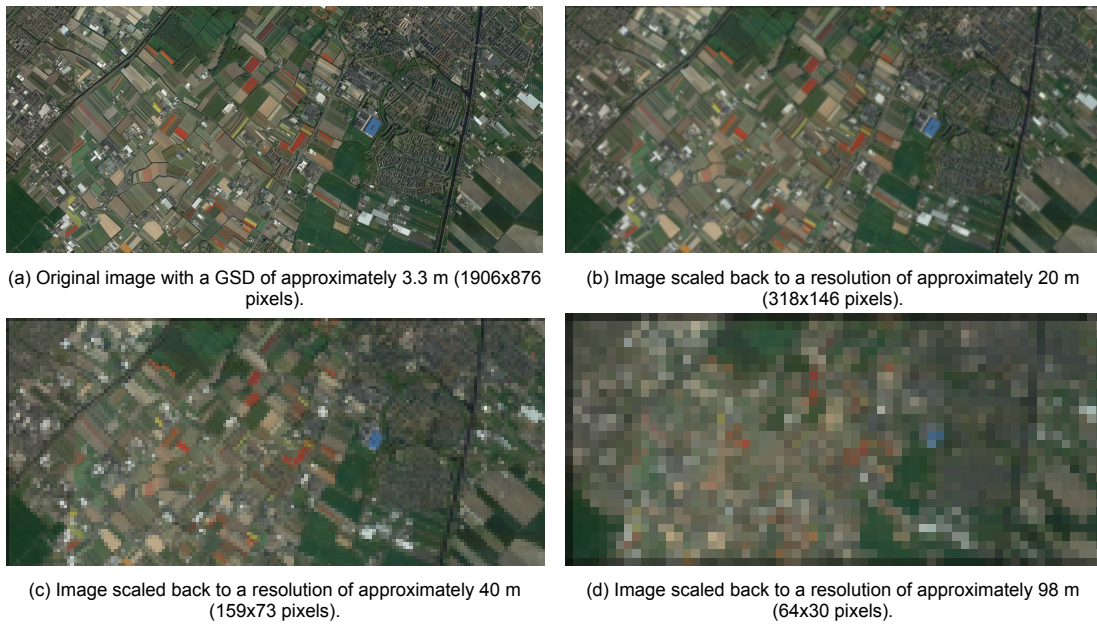 (a) Original image with a GSD of approximately 3.3 m (1906x876
pixels).
(b) Image scaled back to a resolution of approximately 20 m
(318x146 pixels).
(c) Image scaled back to a resolution of approximately 40 m
(159x73 pixels).
(d) Image scaled back to a resolution of approximately 98 m
(64x30 pixels).